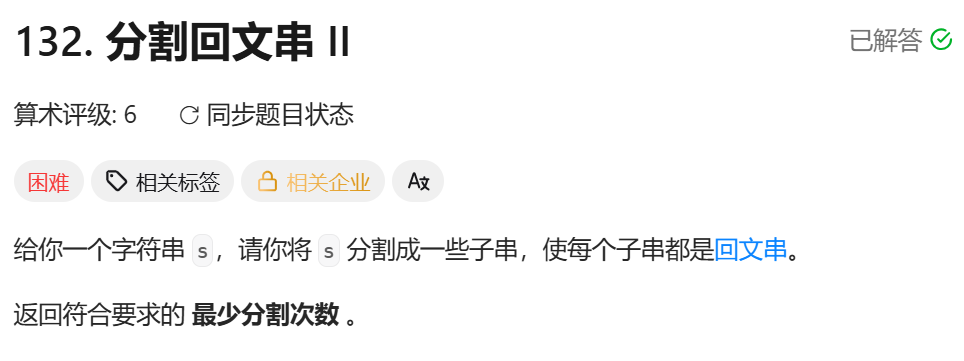 132. 分割回文串 II
已解答
算术评级: 6 同步题目状态
困难 相关标签 相关企业 A文
给你一个字符串 s，请你将 s 分割成一些子串，使每个子串都是回文串。
返回符合要求的 最少分割次数 。